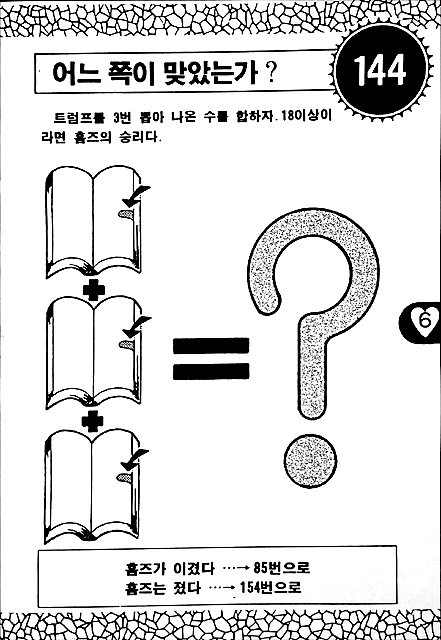 144
어느 쪽이 맞았는가?
트럼프를 3번 뽑아 나온 수를 합하자. 18이상이
라면 홈즈의 승리다.
6
홈즈가 이겼다 ····→ 85번으로
홈즈는 졌다 ····→ 154번으로